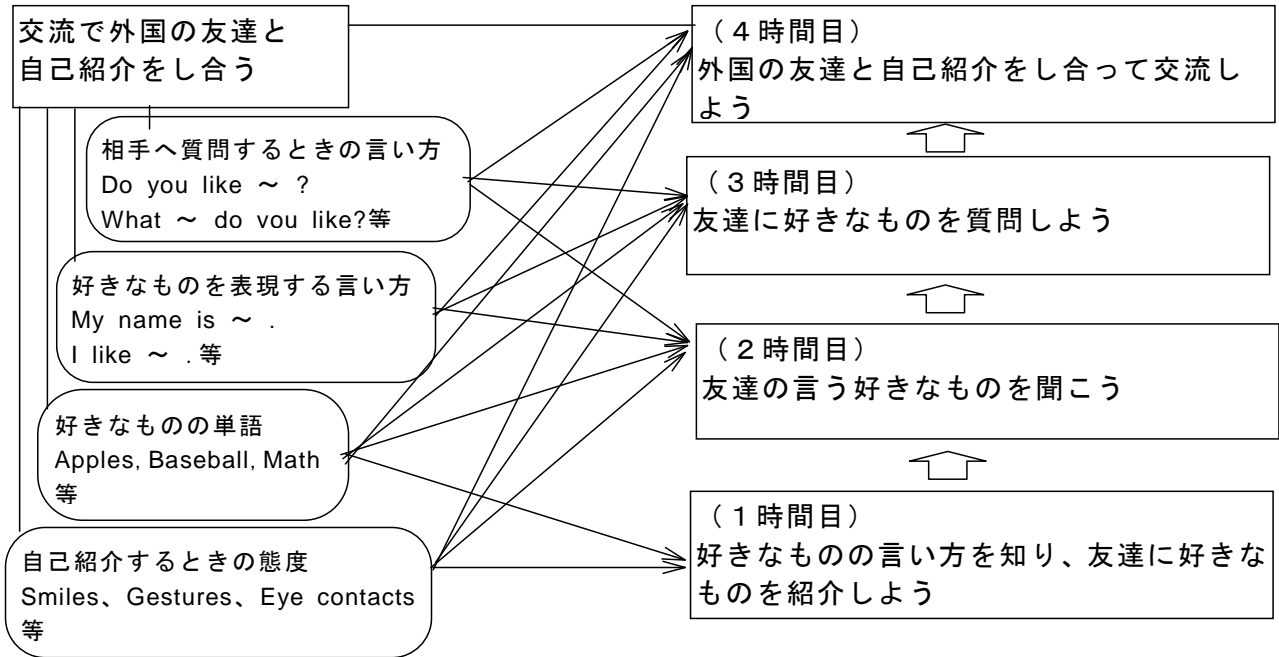 交流で外国の友達と
自己紹介をし合う
相手へ質問するときの言い方
Do you like ～ ?
What ～ do you like?等
好きなものを表現する言い方
My name is ～ .
I like ～ . 等
好きなものの単語
Apples, Baseball, Math
等
自己紹介するときの態度
Smiles、Gestures、Eye contacts
等
（４時間目）
外国の友達と自己紹介をし合って交流し
よう
（３時間目）
友達に好きなものを質問しよう
（２時間目）
友達の言う好きなものを聞こう
（１時間目）
好きなものの言い方を知り、友達に好きな
ものを紹介しよう